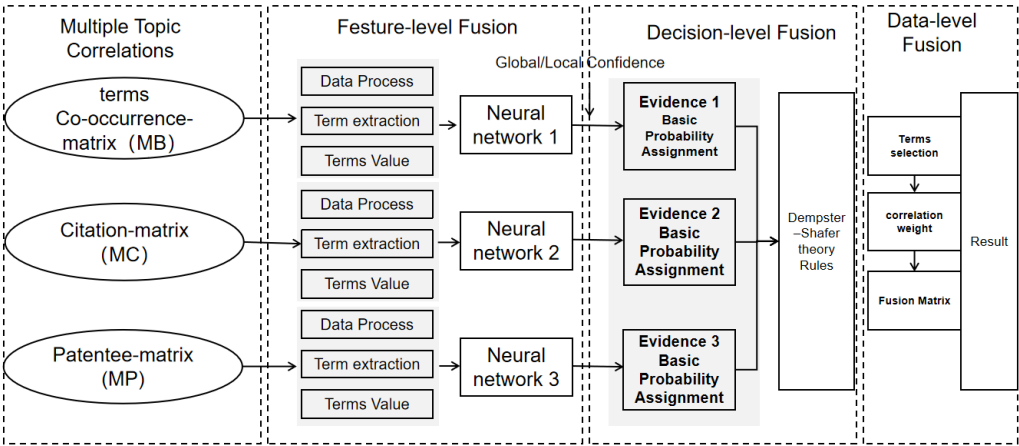 Multiple Topic
Correlations
terms
Co-occurrence-
matrix（MB）
Citation-matrix
(MC）
Patentee-matrix
(MP）
Festure-level Fusion
Data Process
Term extraction
Terms Value
Data Process
Term extraction
Terms Value
Data Process
Term extraction
Terms Value
Neural
network 1
Neural
network 2
Neural
network 3
Global/Local Confidence
Decision-level Fusion
Evidence 1
Basic
Probability
Assignment
Evidence 2
Basic
Probability
Assignment
Evidence 3
Basic
Probability
Assignment
Dempster
–Shafer
theory
Rules
Data-level
Fusion
Terms
selection
correlation
weight
Fusion Matrix
Result